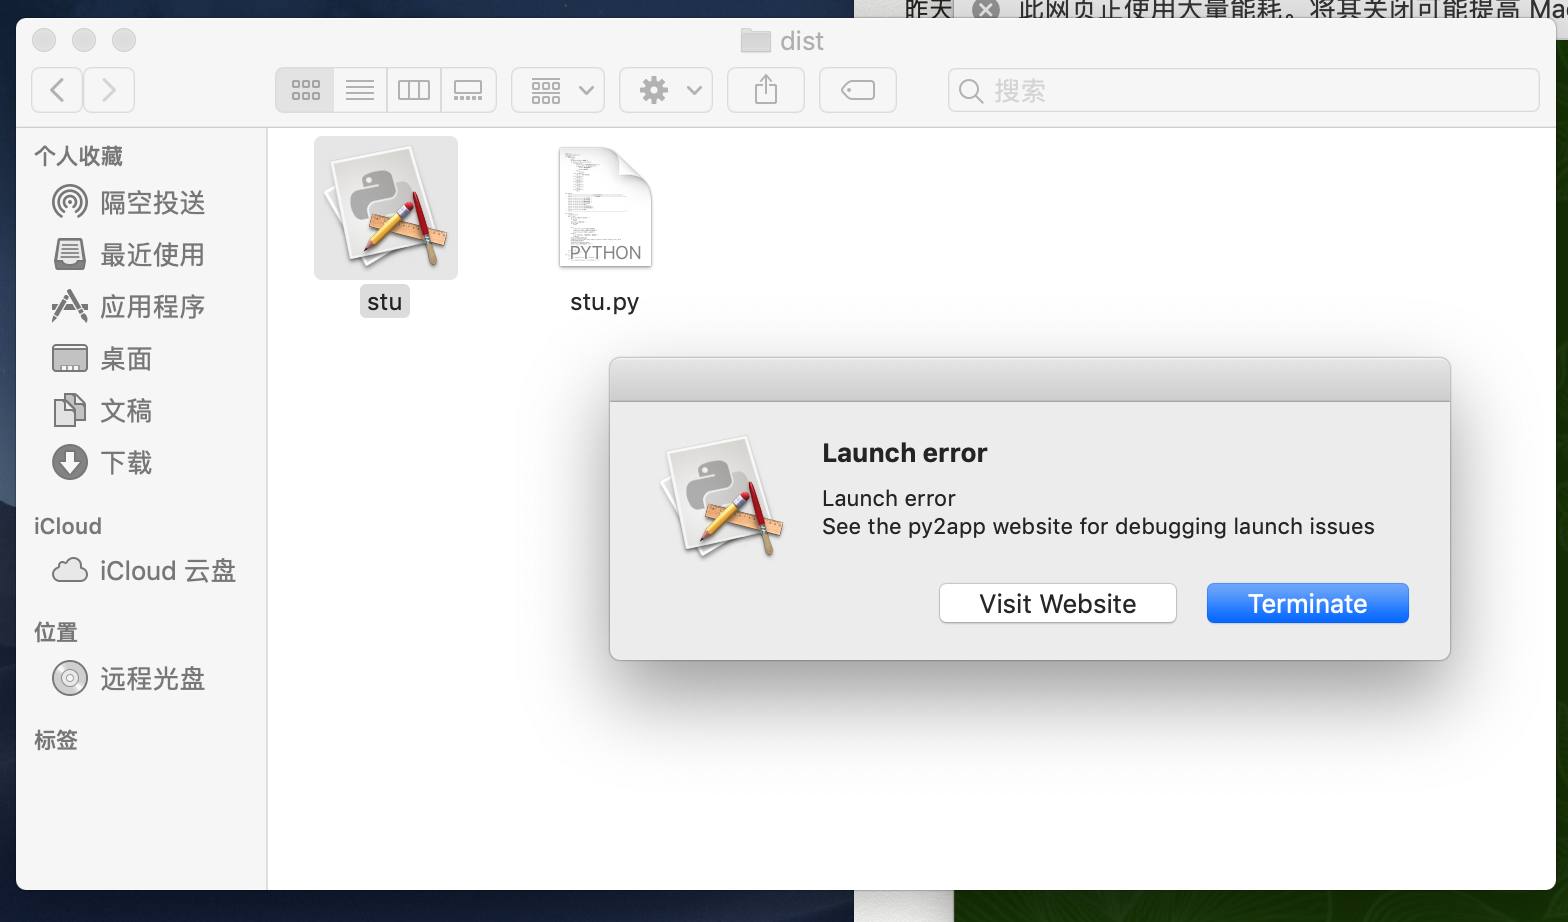 昨天
此网页正使用大量能耗。将其关闭可能提高 Mac
dist
搜索
个人收藏
隔空投送
最近使用
应用程序
桌面
文稿
下载
iCloud
iCloud 云盘
位置
远程光盘
标签
PYTHON
stu
stu.py
Launch error
Launch error
See the py2app website for debugging launch issues
Visit Website
Terminate